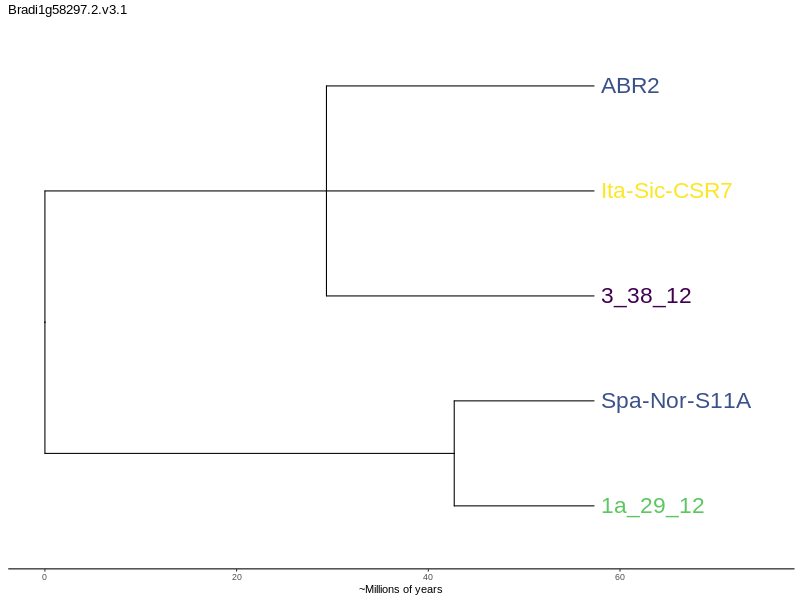 Bradi1g58297.2.v3.1
ABR2
Ita-Sic-CSR7
3_38_12
Spa-Nor-S11A
1a_29_12
0 20 40 60
~Millions of years